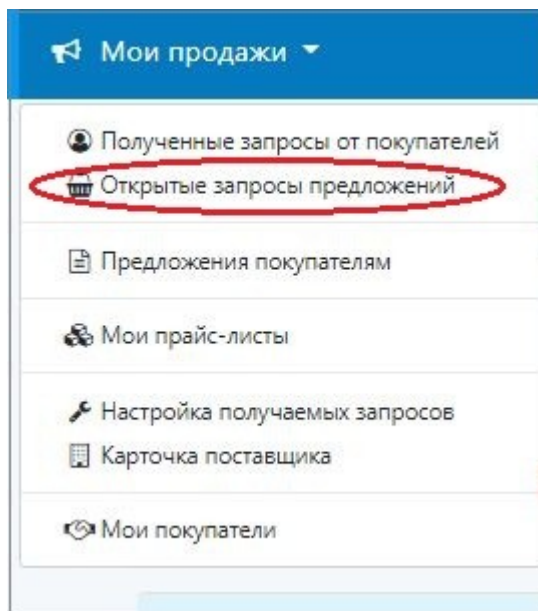 Мои продажи
Полученные запросы от покупателей
Открытые запросы предложений
Предложения покупателям
Мои прайс-листы
Настройка получаемых запросов
Карточка поставщика
Мои покупатели